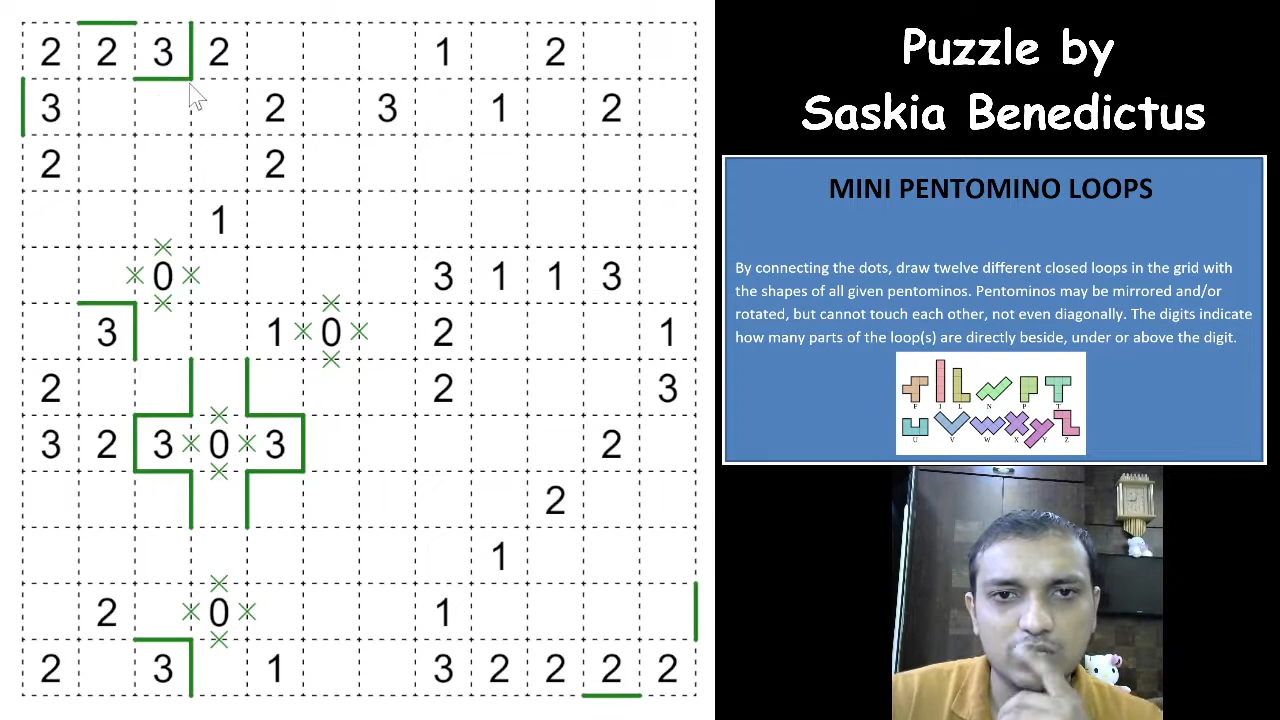 2 2 3 2 1 2
3 2 3 1 2
2 2
1
0 3 1 1 3
3 1 0 2 1
2 2 3
3 2 3 0 3 2
2
1
2 0 1
2 3 1 3 2 2 2 2
Puzzle by
Saskia Benedictus
MINI PENTOMINO LOOPS
By connecting the dots, draw twelve different closed loops in the grid with
the shapes of all given pentominos. Pentominos may be mirrored and/or
rotated, but cannot touch each other, not even diagonally. The digits indicate
how many parts of the loop(s) are directly beside, under or above the digit.
F I L N P T
U V W X Y Z